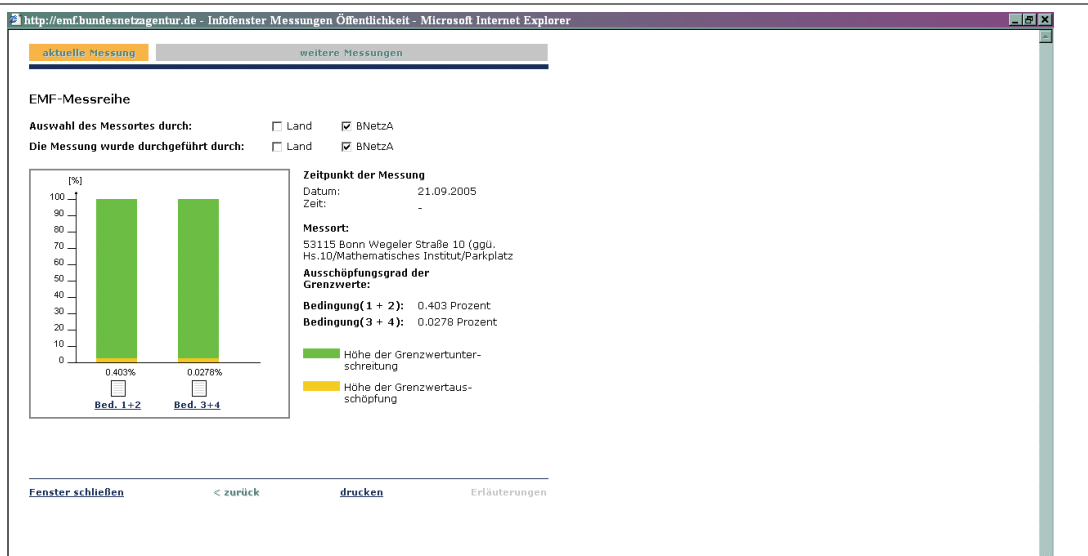 http://emf.bundesnetzagentur.de - Infofenster Messungen Öffentlichkeit - Microsoft Internet Explorer
aktuelle Messung weitere Messungen
EMF-Messreihe
Auswahl des Messortes durch: Land BNetzA
Die Messung wurde durchgeführt durch: Land BNetzA
[%]
100
90
80
70
60
50
40
30
20
10
0
0.403% 0.0278%
Bed. 1+2 Bed. 3+4
Zeitpunkt der Messung
Datum: 21.09.2005
Zeit: -
Messort:
53115 Bonn Wegeler Straße 10 (ggü.
Hs.10/Mathematisches Institut/Parkplatz
Ausschöpfungsgrad der
Grenzwerte:
Bedingung(1 + 2): 0.403 Prozent
Bedingung(3 + 4): 0.0278 Prozent
Höhe der Grenzwertunter-
schreitung
Höhe der Grenzwertaus-
schöpfung
Fenster schließen < zurück drucken Erläuterungen